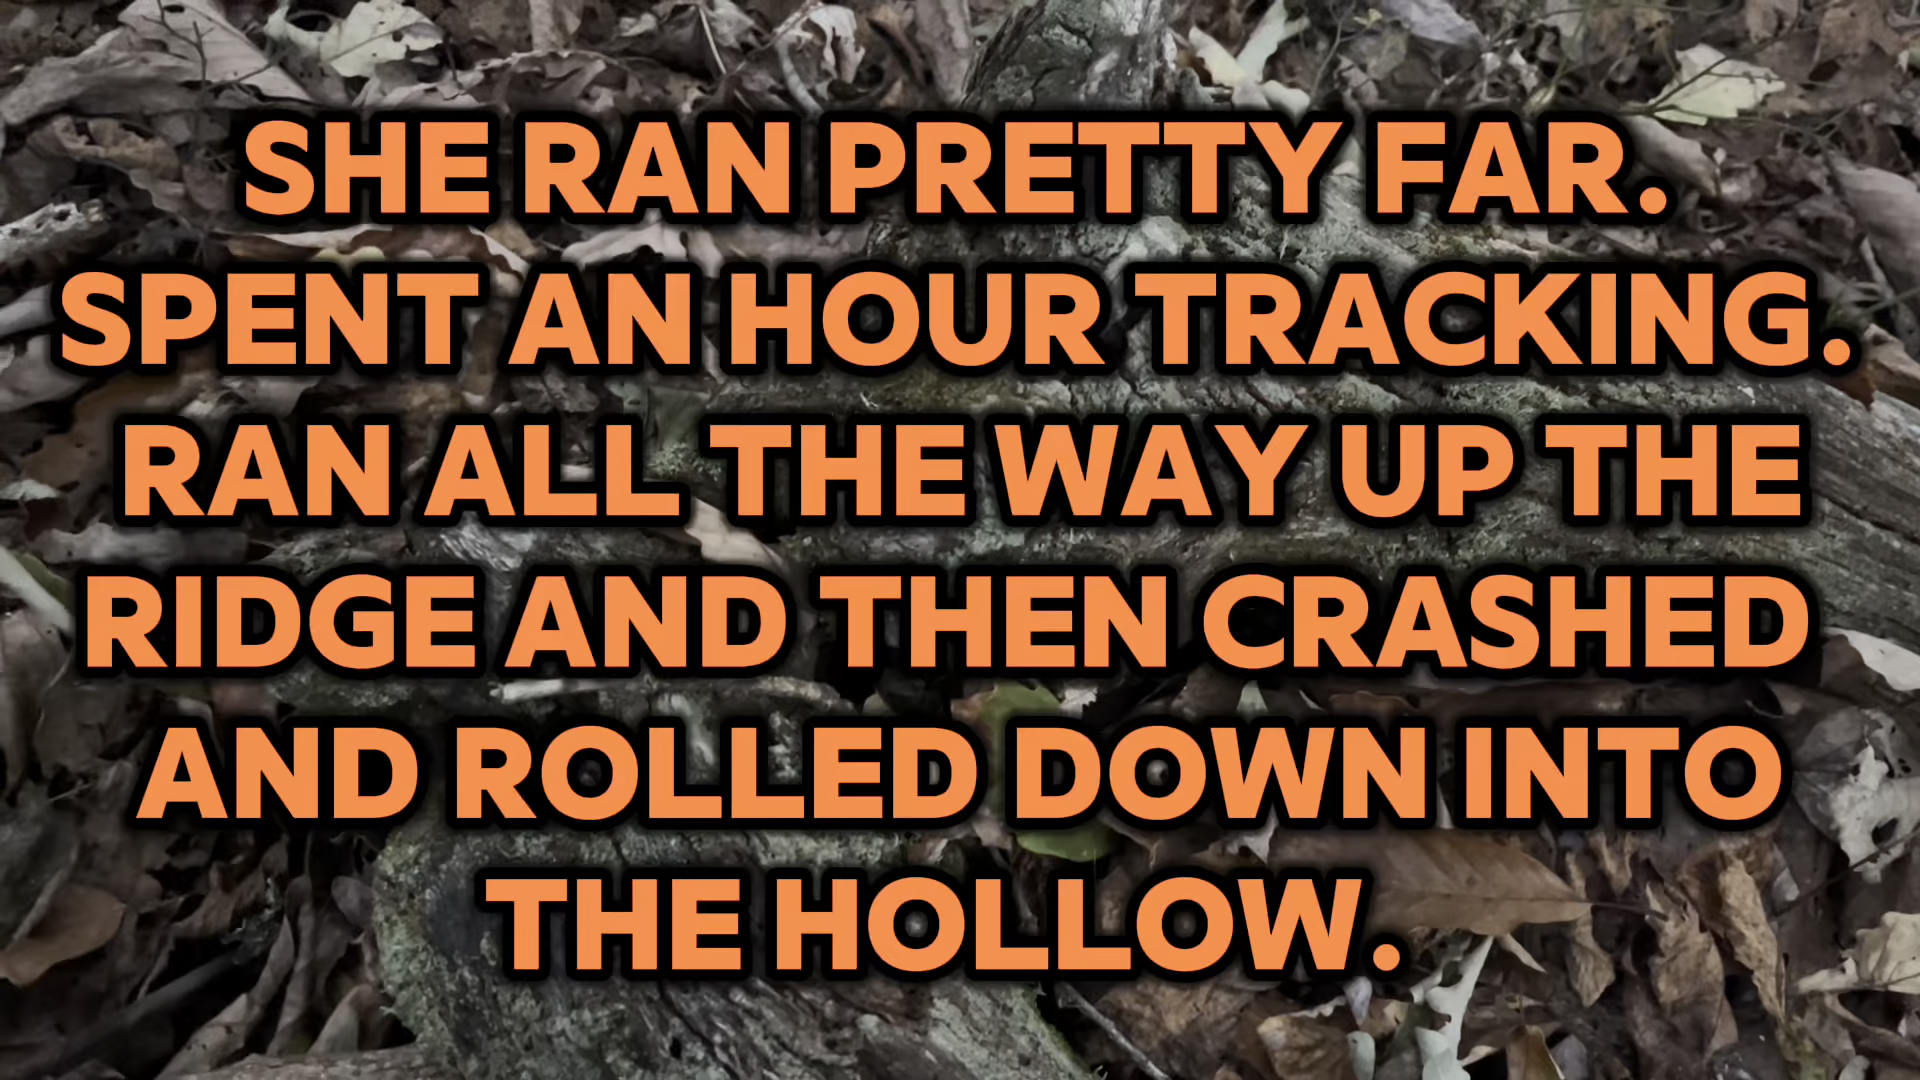 SHE RAN PRETTY FAR.
SPENT AN HOUR TRACKING.
RAN ALL THE WAY UP THE
RIDGE AND THEN CRASHED
AND ROLLED DOWN INTO
THE HOLLOW.